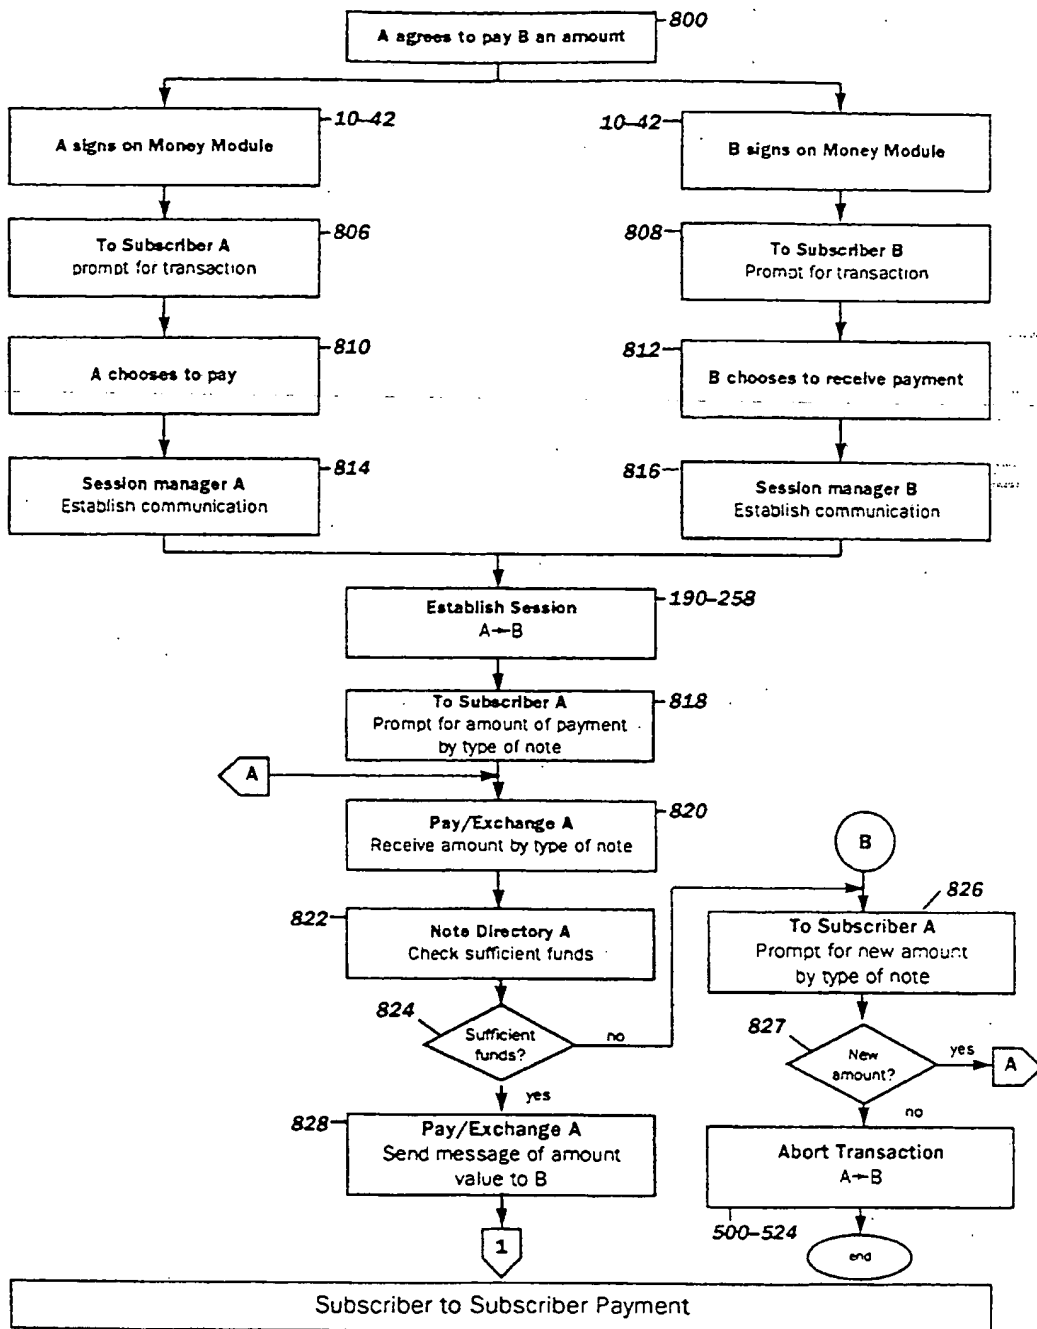 A agrees to pay B an amount
800
A signs on Money Module
10–42
10–42
B signs on Money Module
To Subscriber A
prompt for transaction
806
808
To Subscriber B
Prompt for transaction
A chooses to pay
810
812
B chooses to receive payment
Session manager A
Establish communication
814
816
Session manager B
Establish communication
Establish Session
A→B
190–258
To Subscriber A
Prompt for amount of payment
by type of note
818
A
Pay/Exchange A
Receive amount by type of note
820
B
822
Note Directory A
Check sufficient funds
826
To Subscriber A
Prompt for new amount
by type of note
824
Sufficient
funds?
no
yes
827
New
amount?
yes
A
no
828
Pay/Exchange A
Send message of amount
value to B
Abort Transaction
A→B
500–524
1
end
Subscriber to Subscriber Payment